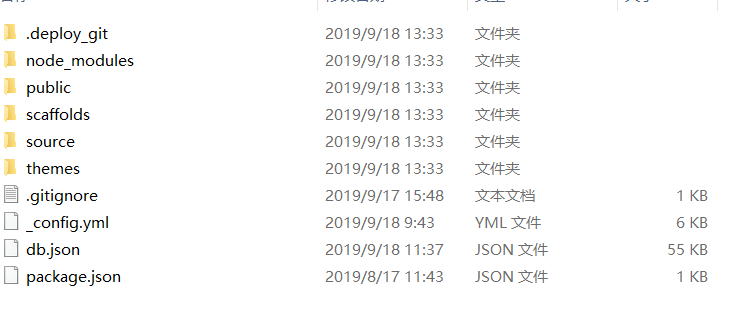 .deploy_git 2019/9/18 13:33 文件夹
node_modules 2019/9/18 13:33 文件夹
public 2019/9/18 13:33 文件夹
scaffolds 2019/9/18 13:33 文件夹
source 2019/9/18 13:33 文件夹
themes 2019/9/18 13:33 文件夹
.gitignore 2019/9/17 15:48 文本文档 1 KB
_config.yml 2019/9/18 9:43 YML 文件 6 KB
db.json 2019/9/18 11:37 JSON 文件 55 KB
package.json 2019/8/17 11:43 JSON 文件 1 KB